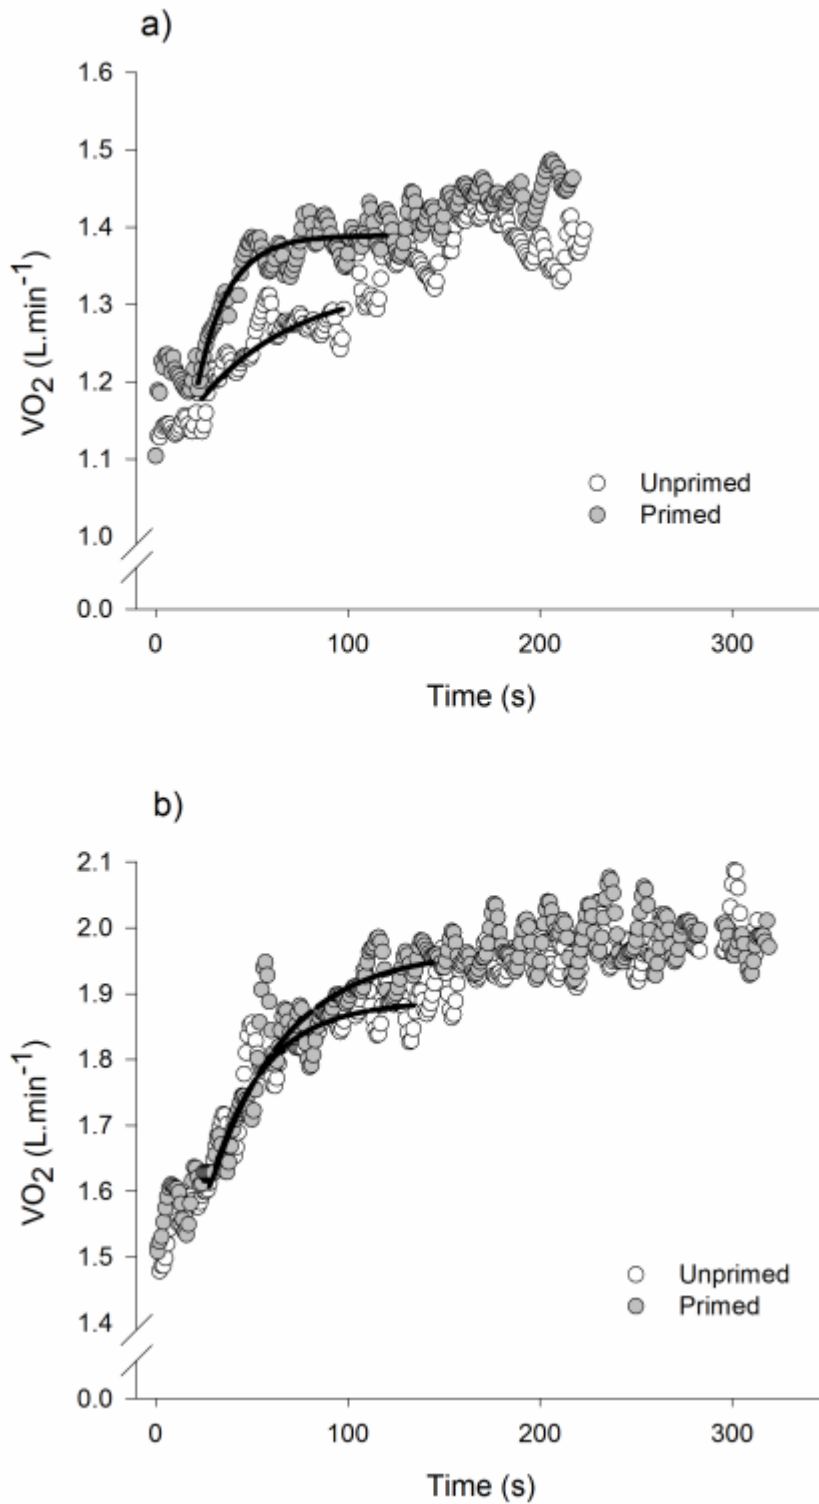 a)
1.6
1.5
1.4
1.3
1.2
1.1
1.0
0.0
VO2 (L.min-1)
Unprimed
Primed
0 100 200 300
Time (s)
b)
2.1
2.0
1.9
1.8
1.7
1.6
1.5
1.4
0.0
VO2 (L.min-1)
Unprimed
Primed
0 100 200 300
Time (s)